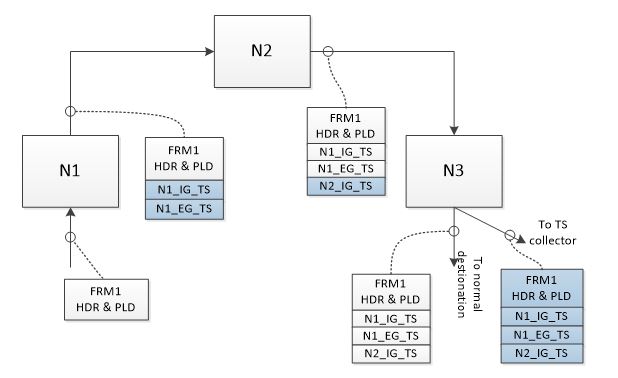 N2
FRM1
HDR & PLD
N1_IG_TS
N1_EG_TS
N2_IG_TS
N1
FRM1
HDR & PLD
N1_IG_TS
N1_EG_TS
N3
FRM1
HDR & PLD
To normal
destionation
To TS
collector
FRM1
HDR & PLD
N1_IG_TS
N1_EG_TS
N2_IG_TS
FRM1
HDR & PLD
N1_IG_TS
N1_EG_TS
N2_IG_TS